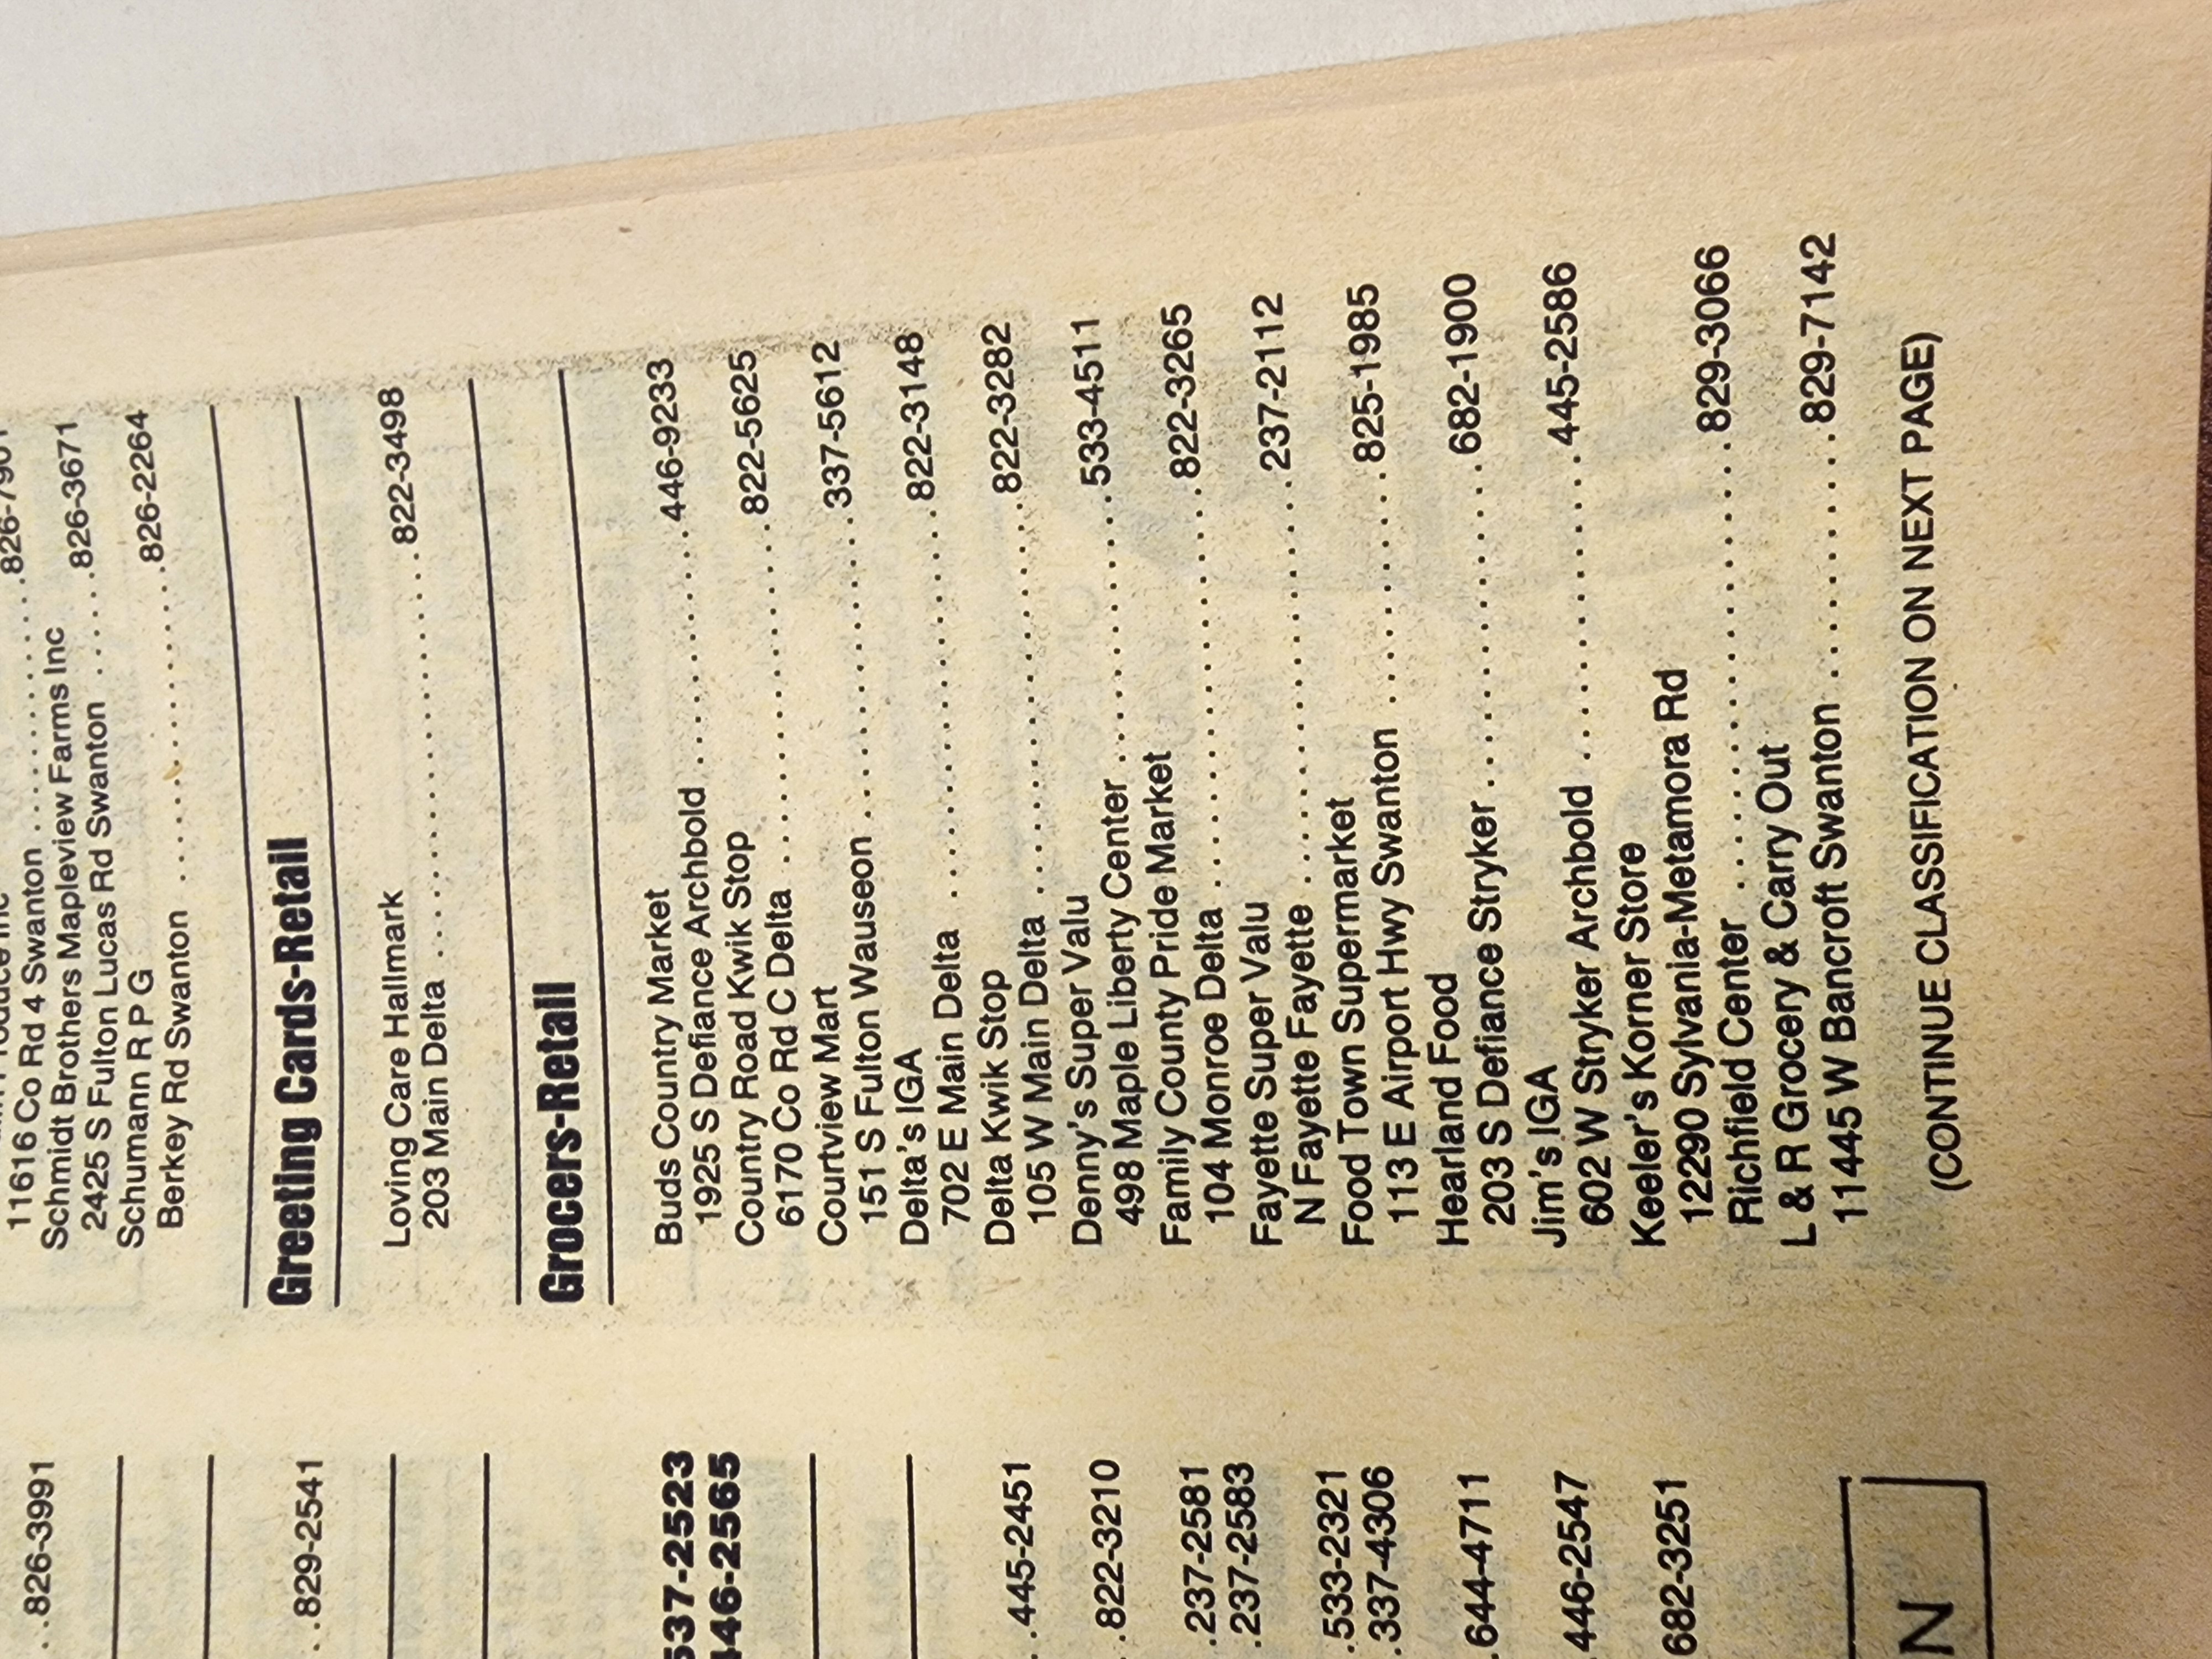 ..826-3991
..829-2541
537-2523
446-2565
..445-2451
..822-3210
.237-2581
.237-2583
.533-2321
.337-4306
.644-4711
.446-2547
682-3251
N
11616 Co Rd 4 Swanton ..........826-7901
Schmidt Brothers Mapleview Farms Inc
2425 S Fulton Lucas Rd Swanton .....826-3671
Schumann R P G
Berkey Rd Swanton ..............826-2264
Greeting Cards-Retail
Loving Care Hallmark
203 Main Delta ..................822-3498
Grocers-Retail
Buds Country Market
1925 S Defiance Archbold ...........446-9233
Country Road Kwik Stop
6170 Co Rd C Delta ..............822-5625
Courtview Mart
151 S Fulton Wauseon .............337-5612
Delta's IGA
702 E Main Delta .................822-3148
Delta Kwik Stop
105 W Main Delta .................822-3282
Denny's Super Valu
498 Maple Liberty Center ...........533-4511
Family County Pride Market
104 Monroe Delta .................822-3265
Fayette Super Valu
N Fayette Fayette .................237-2112
Food Town Supermarket
113 E Airport Hwy Swanton ..........825-1985
Hearland Food
203 S Defiance Stryker .............682-1900
Jim's IGA
602 W Stryker Archbold ............445-2586
Keeler's Korner Store
12290 Sylvania-Metamora Rd
Richfield Center ..................829-3066
L & R Grocery & Carry Out
11445 W Bancroft Swanton ..........829-7142
(CONTINUE CLASSIFICATION ON NEXT PAGE)